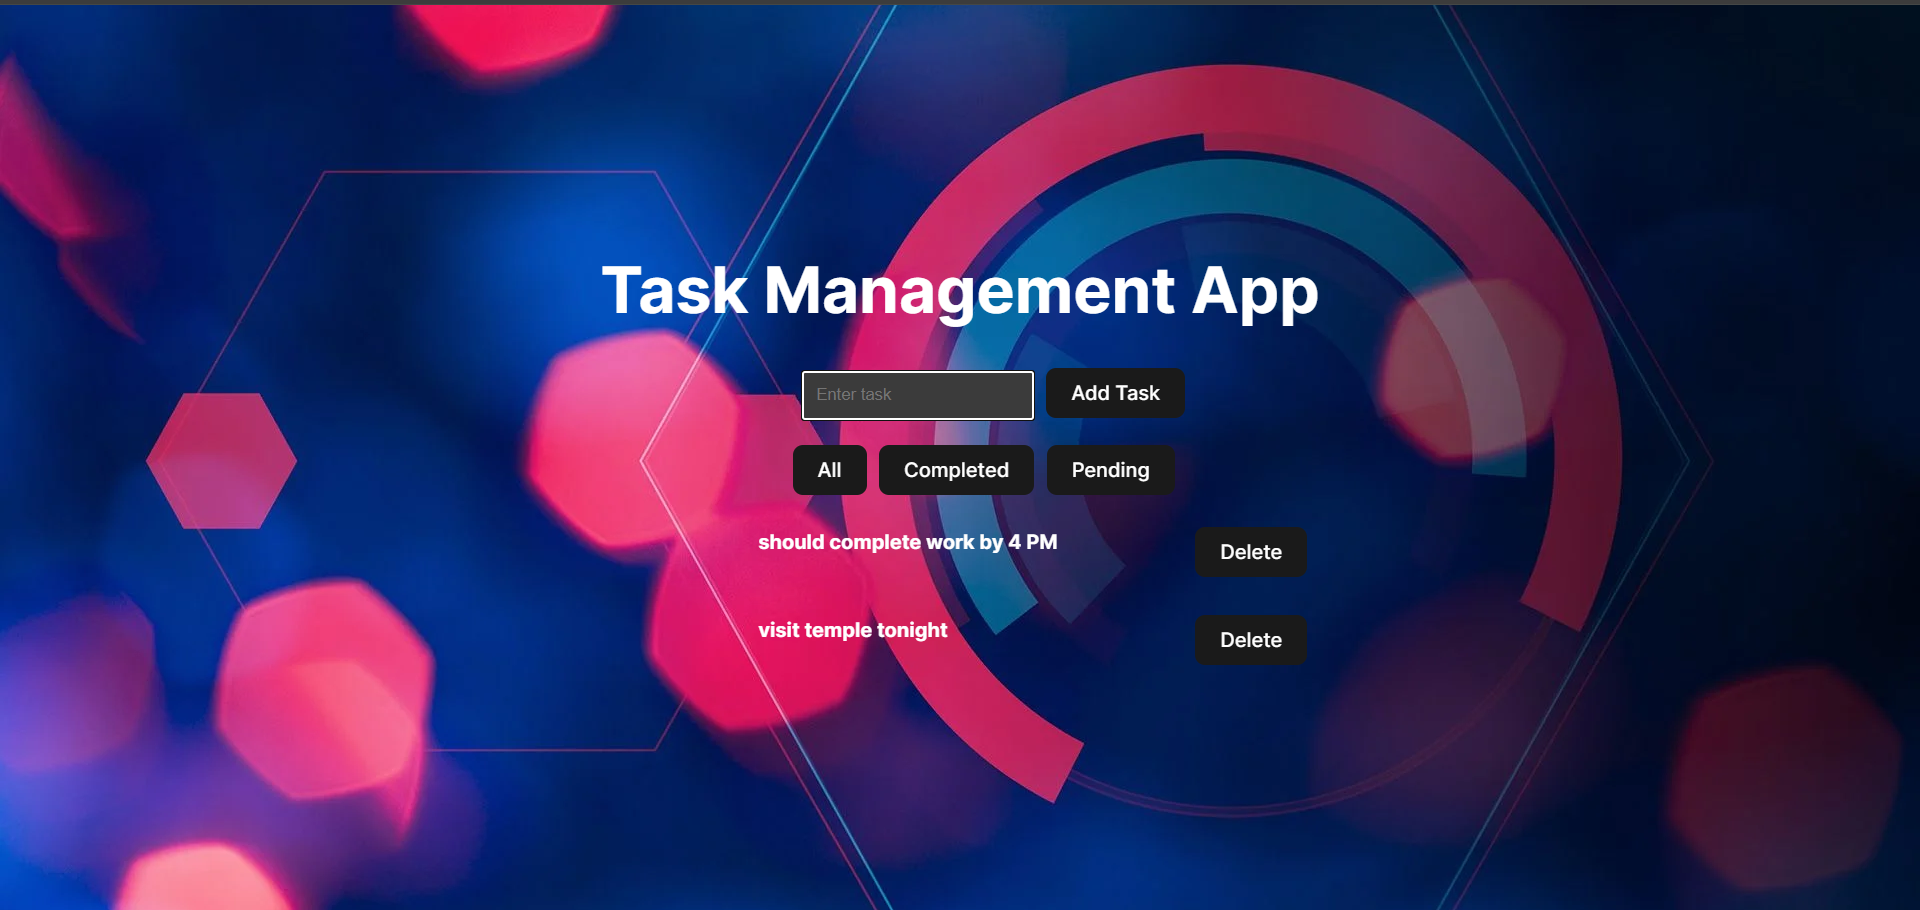 Task Management App
Enter task Add Task
All Completed Pending
should complete work by 4 PM Delete
visit temple tonight Delete